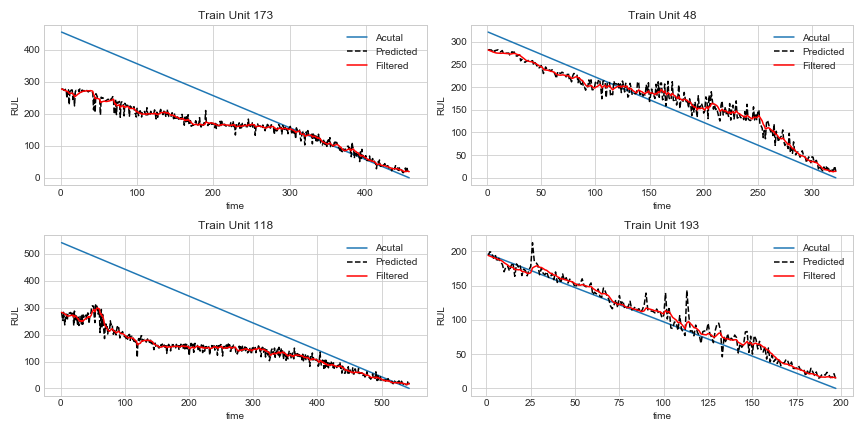 Train Unit 173
RUL
400
300
200
100
0
0 100 200 300 400
time
Acutal
Predicted
Filtered
Train Unit 48
RUL
300
250
200
150
100
50
0
0 50 100 150 200 250 300
time
Acutal
Predicted
Filtered
Train Unit 118
RUL
500
400
300
200
100
0
0 100 200 300 400 500
time
Acutal
Predicted
Filtered
Train Unit 193
RUL
200
150
100
50
0
0 25 50 75 100 125 150 175 200
time
Acutal
Predicted
Filtered